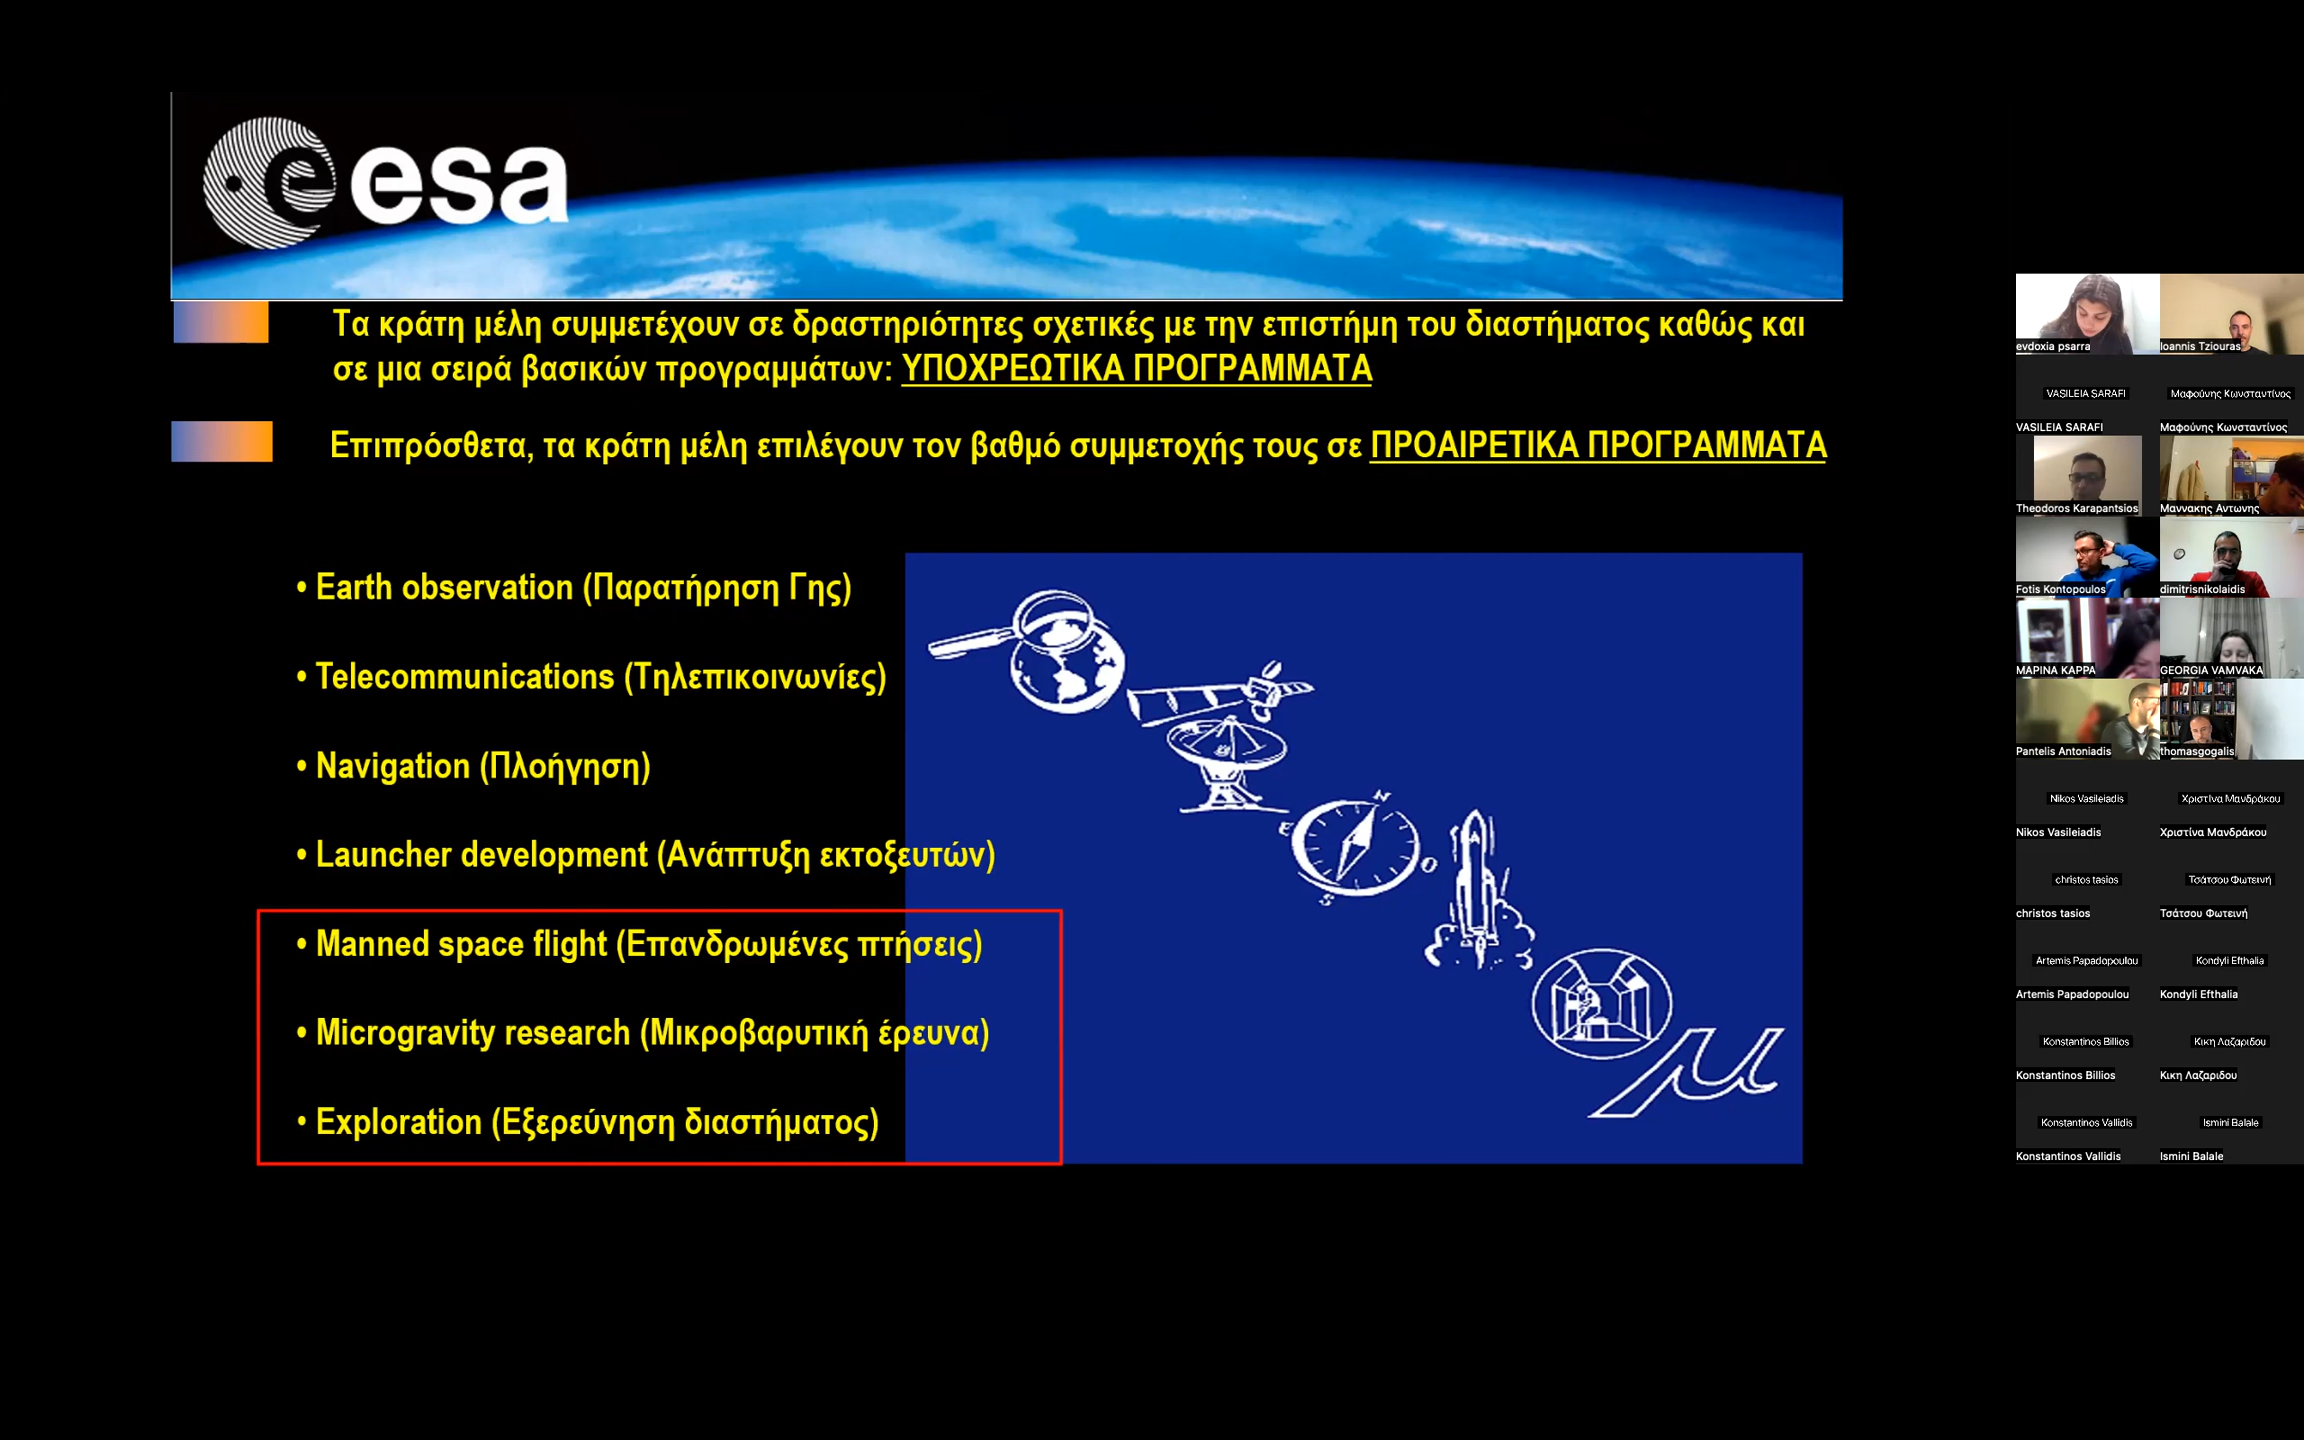 esa
Τα κράτη μέλη συμμετέχουν σε δραστηριότητες σχετικές με την επιστήμη του διαστήματος καθώς και
σε μια σειρά βασικών προγραμμάτων: ΥΠΟΧΡΕΩΤΙΚΑ ΠΡΟΓΡΑΜΜΑΤΑ
Επιπρόσθετα, τα κράτη μέλη επιλέγουν τον βαθμό συμμετοχής τους σε ΠΡΟΑΙΡΕΤΙΚΑ ΠΡΟΓΡΑΜΜΑΤΑ
• Earth observation (Παρατήρηση Γης)
• Telecommunications (Τηλεπικοινωνίες)
• Navigation (Πλοήγηση)
• Launcher development (Ανάπτυξη εκτοξευτών)
• Manned space flight (Επανδρωμένες πτήσεις)
• Microgravity research (Μικροβαρυτική έρευνα)
• Exploration (Εξερεύνηση διαστήματος)
N
E
O
S
A
μ
evdoxia psarra
Ioannis Tziouras
VASILEIA SARAFI
Μαφούνης Κωνσταντίνος
VASILEIA SARAFI
Μαφούνης Κωνσταντίνος
Theodoros Karapantsios
Μαννακης Αντωνης
Fotis Kontopoulos
dimitrisnikolaidis
ΜΑΡΙΝΑ ΚΑΡΡΑ
GEORGIA VAMVAKA
Pantelis Antoniadis
thomasgogalis
Nikos Vasileiadis
Χριστίνα Μανδράκου
Nikos Vasileiadis
Χριστίνα Μανδράκου
christos tasios
Τσάτσου Φωτεινή
christos tasios
Τσάτσου Φωτεινή
Artemis Papadopoulou
Kondyli Efthalia
Artemis Papadopoulou
Kondyli Efthalia
Konstantinos Billios
Κικη Λαζαριδου
Konstantinos Billios
Κικη Λαζαριδου
Konstantinos Vallidis
Ismini Balale
Konstantinos Vallidis
Ismini Balale